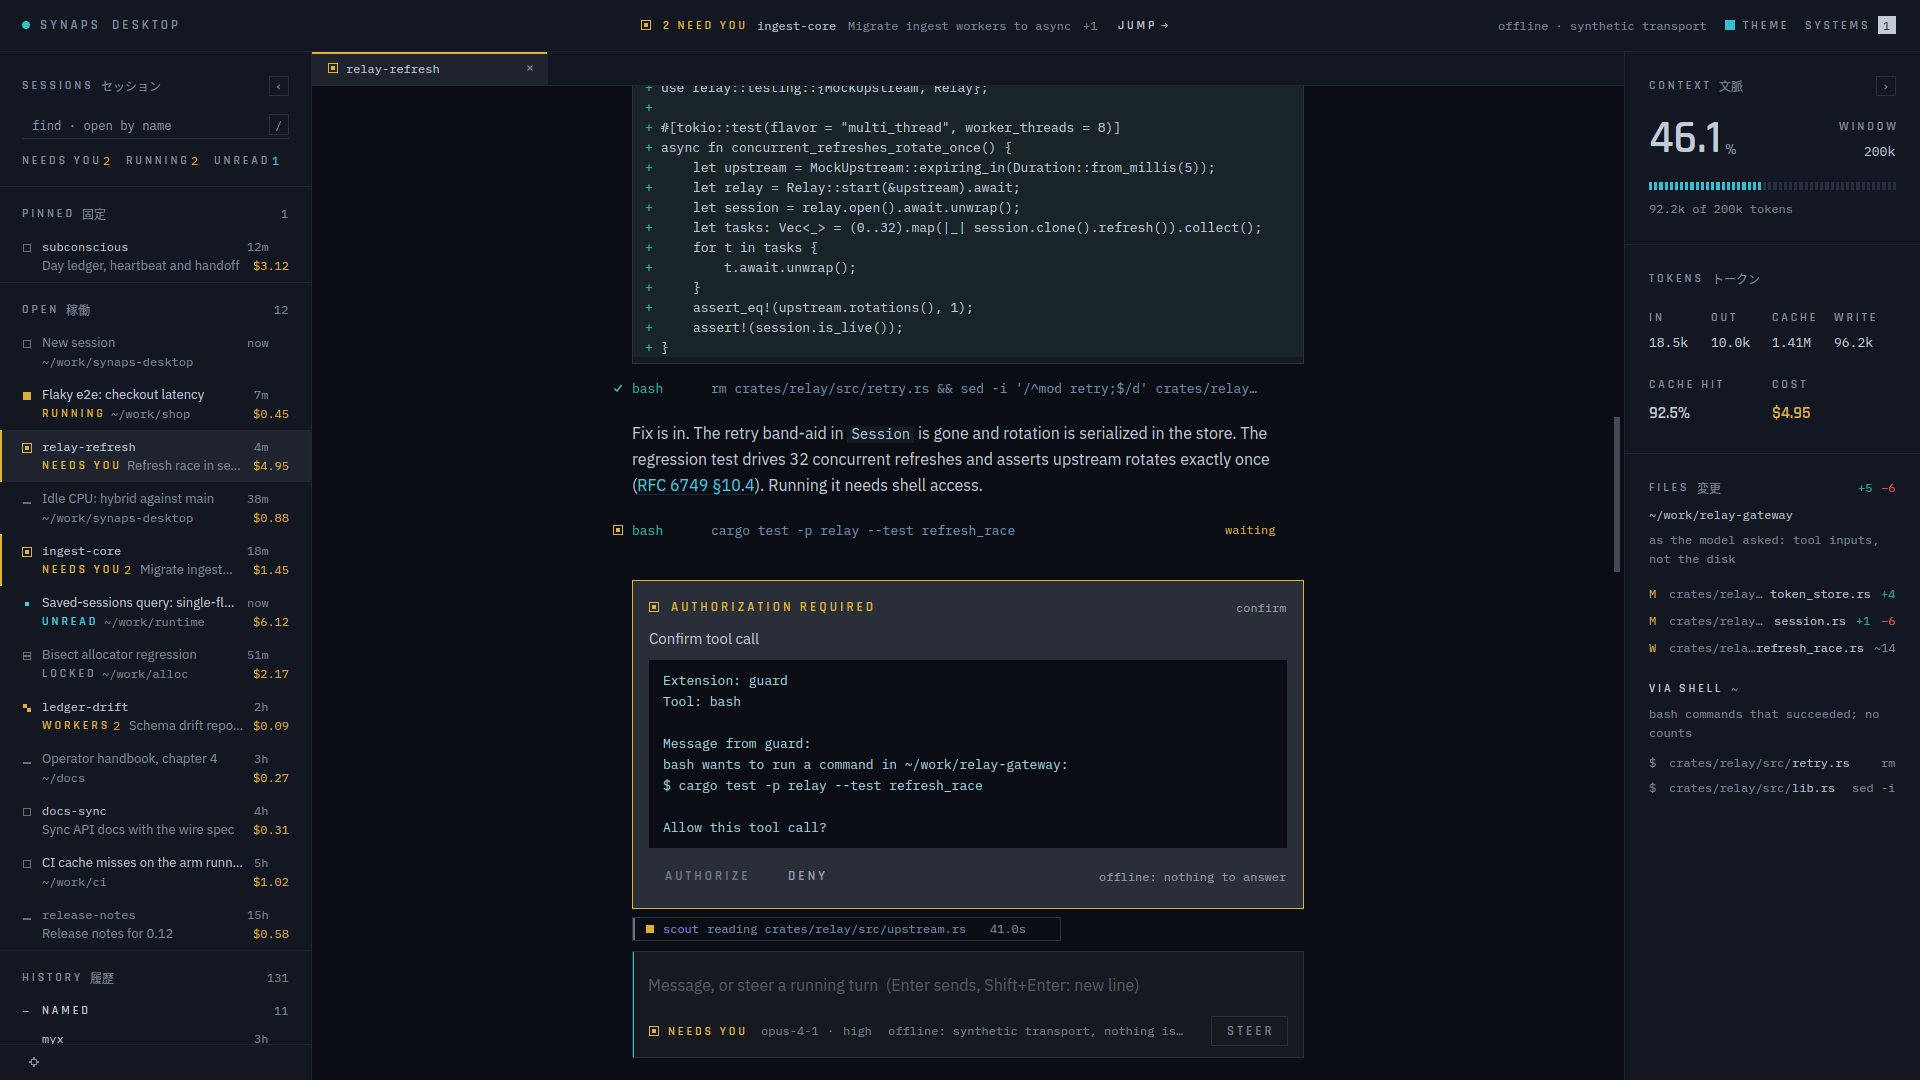 SYNAPS DESKTOP
2 NEED YOU ingest-core Migrate ingest workers to async +1 JUMP →
offline · synthetic transport THEME SYSTEMS 1
SESSIONS セッション ‹
find · open by name /
NEEDS YOU 2 RUNNING 2 UNREAD 1
PINNED 固定 1
subconscious 12m
Day ledger, heartbeat and handoff $3.12
OPEN 稼働 12
New session now
~/work/synaps-desktop
Flaky e2e: checkout latency 7m
RUNNING ~/work/shop $0.45
relay-refresh 4m
NEEDS YOU Refresh race in se… $4.95
Idle CPU: hybrid against main 38m
~/work/synaps-desktop $0.88
ingest-core 18m
NEEDS YOU 2 Migrate ingest… $1.45
Saved-sessions query: single-fl… now
UNREAD ~/work/runtime $6.12
Bisect allocator regression 51m
LOCKED ~/work/alloc $2.17
ledger-drift 2h
WORKERS 2 Schema drift repo… $0.09
Operator handbook, chapter 4 3h
~/docs $0.27
docs-sync 4h
Sync API docs with the wire spec $0.31
CI cache misses on the arm runn… 5h
~/work/ci $1.02
release-notes 15h
Release notes for 0.12 $0.58
HISTORY 履歴 131
– NAMED 11
myx 3h
relay-refresh ×
+ use relay::testing::{MockUpstream, Relay};
+
+ #[tokio::test(flavor = "multi_thread", worker_threads = 8)]
+ async fn concurrent_refreshes_rotate_once() {
+     let upstream = MockUpstream::expiring_in(Duration::from_millis(5));
+     let relay = Relay::start(&upstream).await;
+     let session = relay.open().await.unwrap();
+     let tasks: Vec<_> = (0..32).map(|_| session.clone().refresh()).collect();
+     for t in tasks {
+         t.await.unwrap();
+     }
+     assert_eq!(upstream.rotations(), 1);
+     assert!(session.is_live());
+ }
✓ bash rm crates/relay/src/retry.rs && sed -i '/^mod retry;$/d' crates/relay…
Fix is in. The retry band-aid in Session is gone and rotation is serialized in the store. The
regression test drives 32 concurrent refreshes and asserts upstream rotates exactly once
(RFC 6749 §10.4). Running it needs shell access.
bash cargo test -p relay --test refresh_race waiting
AUTHORIZATION REQUIRED confirm
Confirm tool call
Extension: guard
Tool: bash
Message from guard:
bash wants to run a command in ~/work/relay-gateway:
$ cargo test -p relay --test refresh_race
Allow this tool call?
AUTHORIZE DENY offline: nothing to answer
scout reading crates/relay/src/upstream.rs 41.0s
Message, or steer a running turn (Enter sends, Shift+Enter: new line)
NEEDS YOU opus-4-1 · high offline: synthetic transport, nothing is… STEER
CONTEXT 文脈 ›
46.1% WINDOW
200k
92.2k of 200k tokens
TOKENS トークン
IN OUT CACHE WRITE
18.5k 10.0k 1.41M 96.2k
CACHE HIT COST
92.5% $4.95
FILES 変更 +5 −6
~/work/relay-gateway
as the model asked: tool inputs,
not the disk
M crates/relay… token_store.rs +4
M crates/relay… session.rs +1 −6
W crates/rela…refresh_race.rs ~14
VIA SHELL ~
bash commands that succeeded; no
counts
$ crates/relay/src/retry.rs rm
$ crates/relay/src/lib.rs sed -i